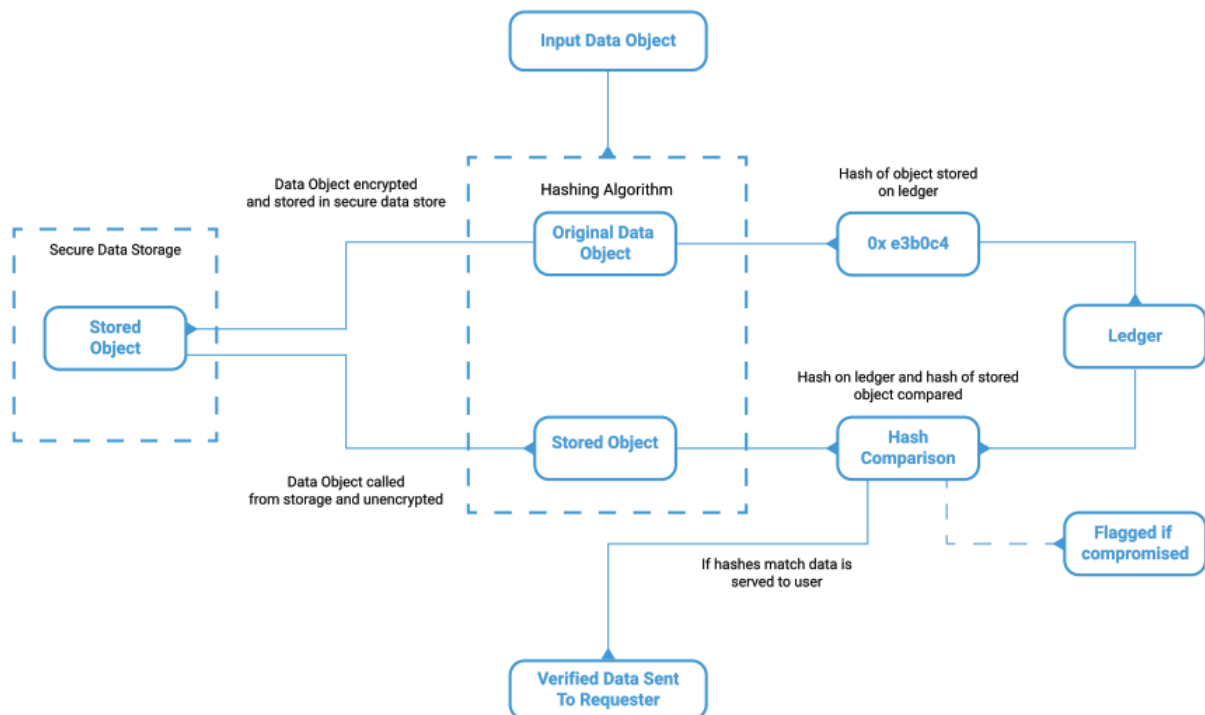 Input Data Object
Data Object encrypted
and stored in secure data store
Hashing Algorithm
Hash of object stored
on ledger
Secure Data Storage
Original Data
Object
0x e3b0c4
Stored
Object
Ledger
Hash on ledger and hash of stored
object compared
Stored Object
Hash
Comparison
Data Object called
from storage and unencrypted
Flagged if
compromised
If hashes match data is
served to user
Verified Data Sent
To Requester